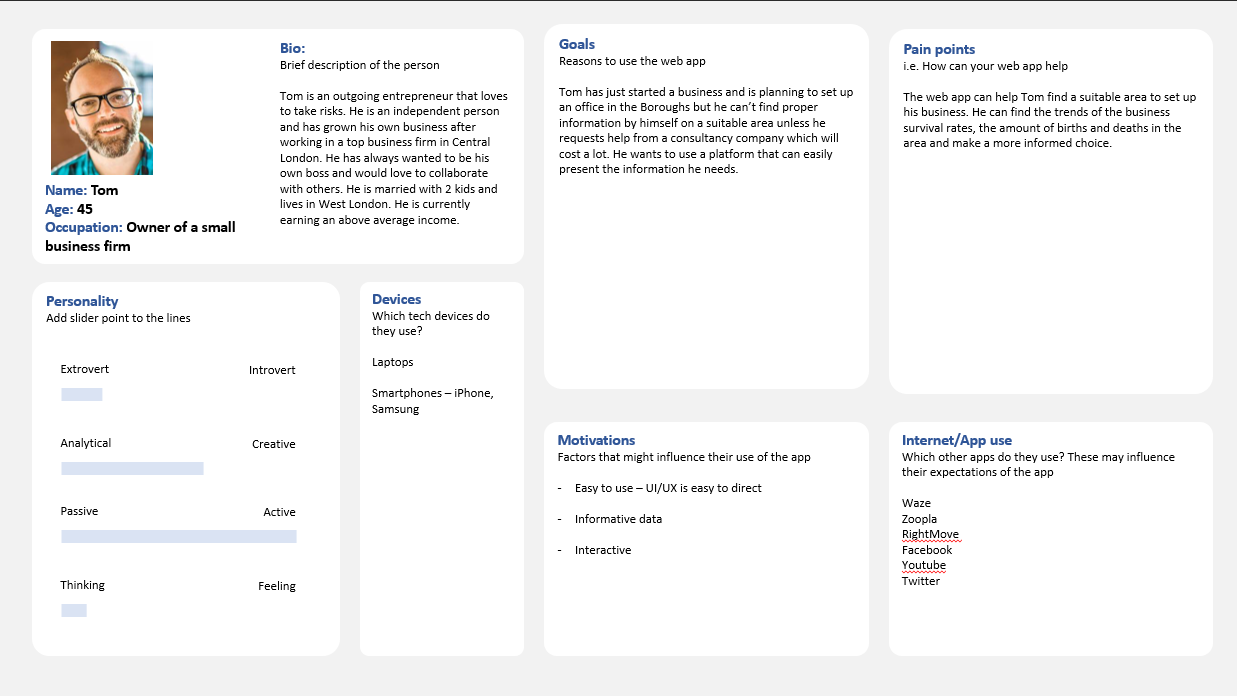 Bio:
Brief description of the person
Tom is an outgoing entrepreneur that loves
to take risks. He is an independent person
and has grown his own business after
working in a top business firm in Central
London. He has always wanted to be his
own boss and would love to collaborate
with others. He is married with 2 kids and
lives in West London. He is currently
earning an above average income.
Name: Tom
Age: 45
Occupation: Owner of a small
business firm
Goals
Reasons to use the web app
Tom has just started a business and is planning to set up
an office in the Boroughs but he can’t find proper
information by himself on a suitable area unless he
requests help from a consultancy company which will
cost a lot. He wants to use a platform that can easily
present the information he needs.
Pain points
i.e. How can your web app help
The web app can help Tom find a suitable area to set up
his business. He can find the trends of the business
survival rates, the amount of births and deaths in the
area and make a more informed choice.
Personality
Add slider point to the lines
Extrovert Introvert
Analytical Creative
Passive Active
Thinking Feeling
Devices
Which tech devices do
they use?
Laptops
Smartphones – iPhone,
Samsung
Motivations
Factors that might influence their use of the app
- Easy to use – UI/UX is easy to direct
- Informative data
- Interactive
Internet/App use
Which other apps do they use? These may influence
their expectations of the app
Waze
Zoopla
RightMove
Facebook
Youtube
Twitter